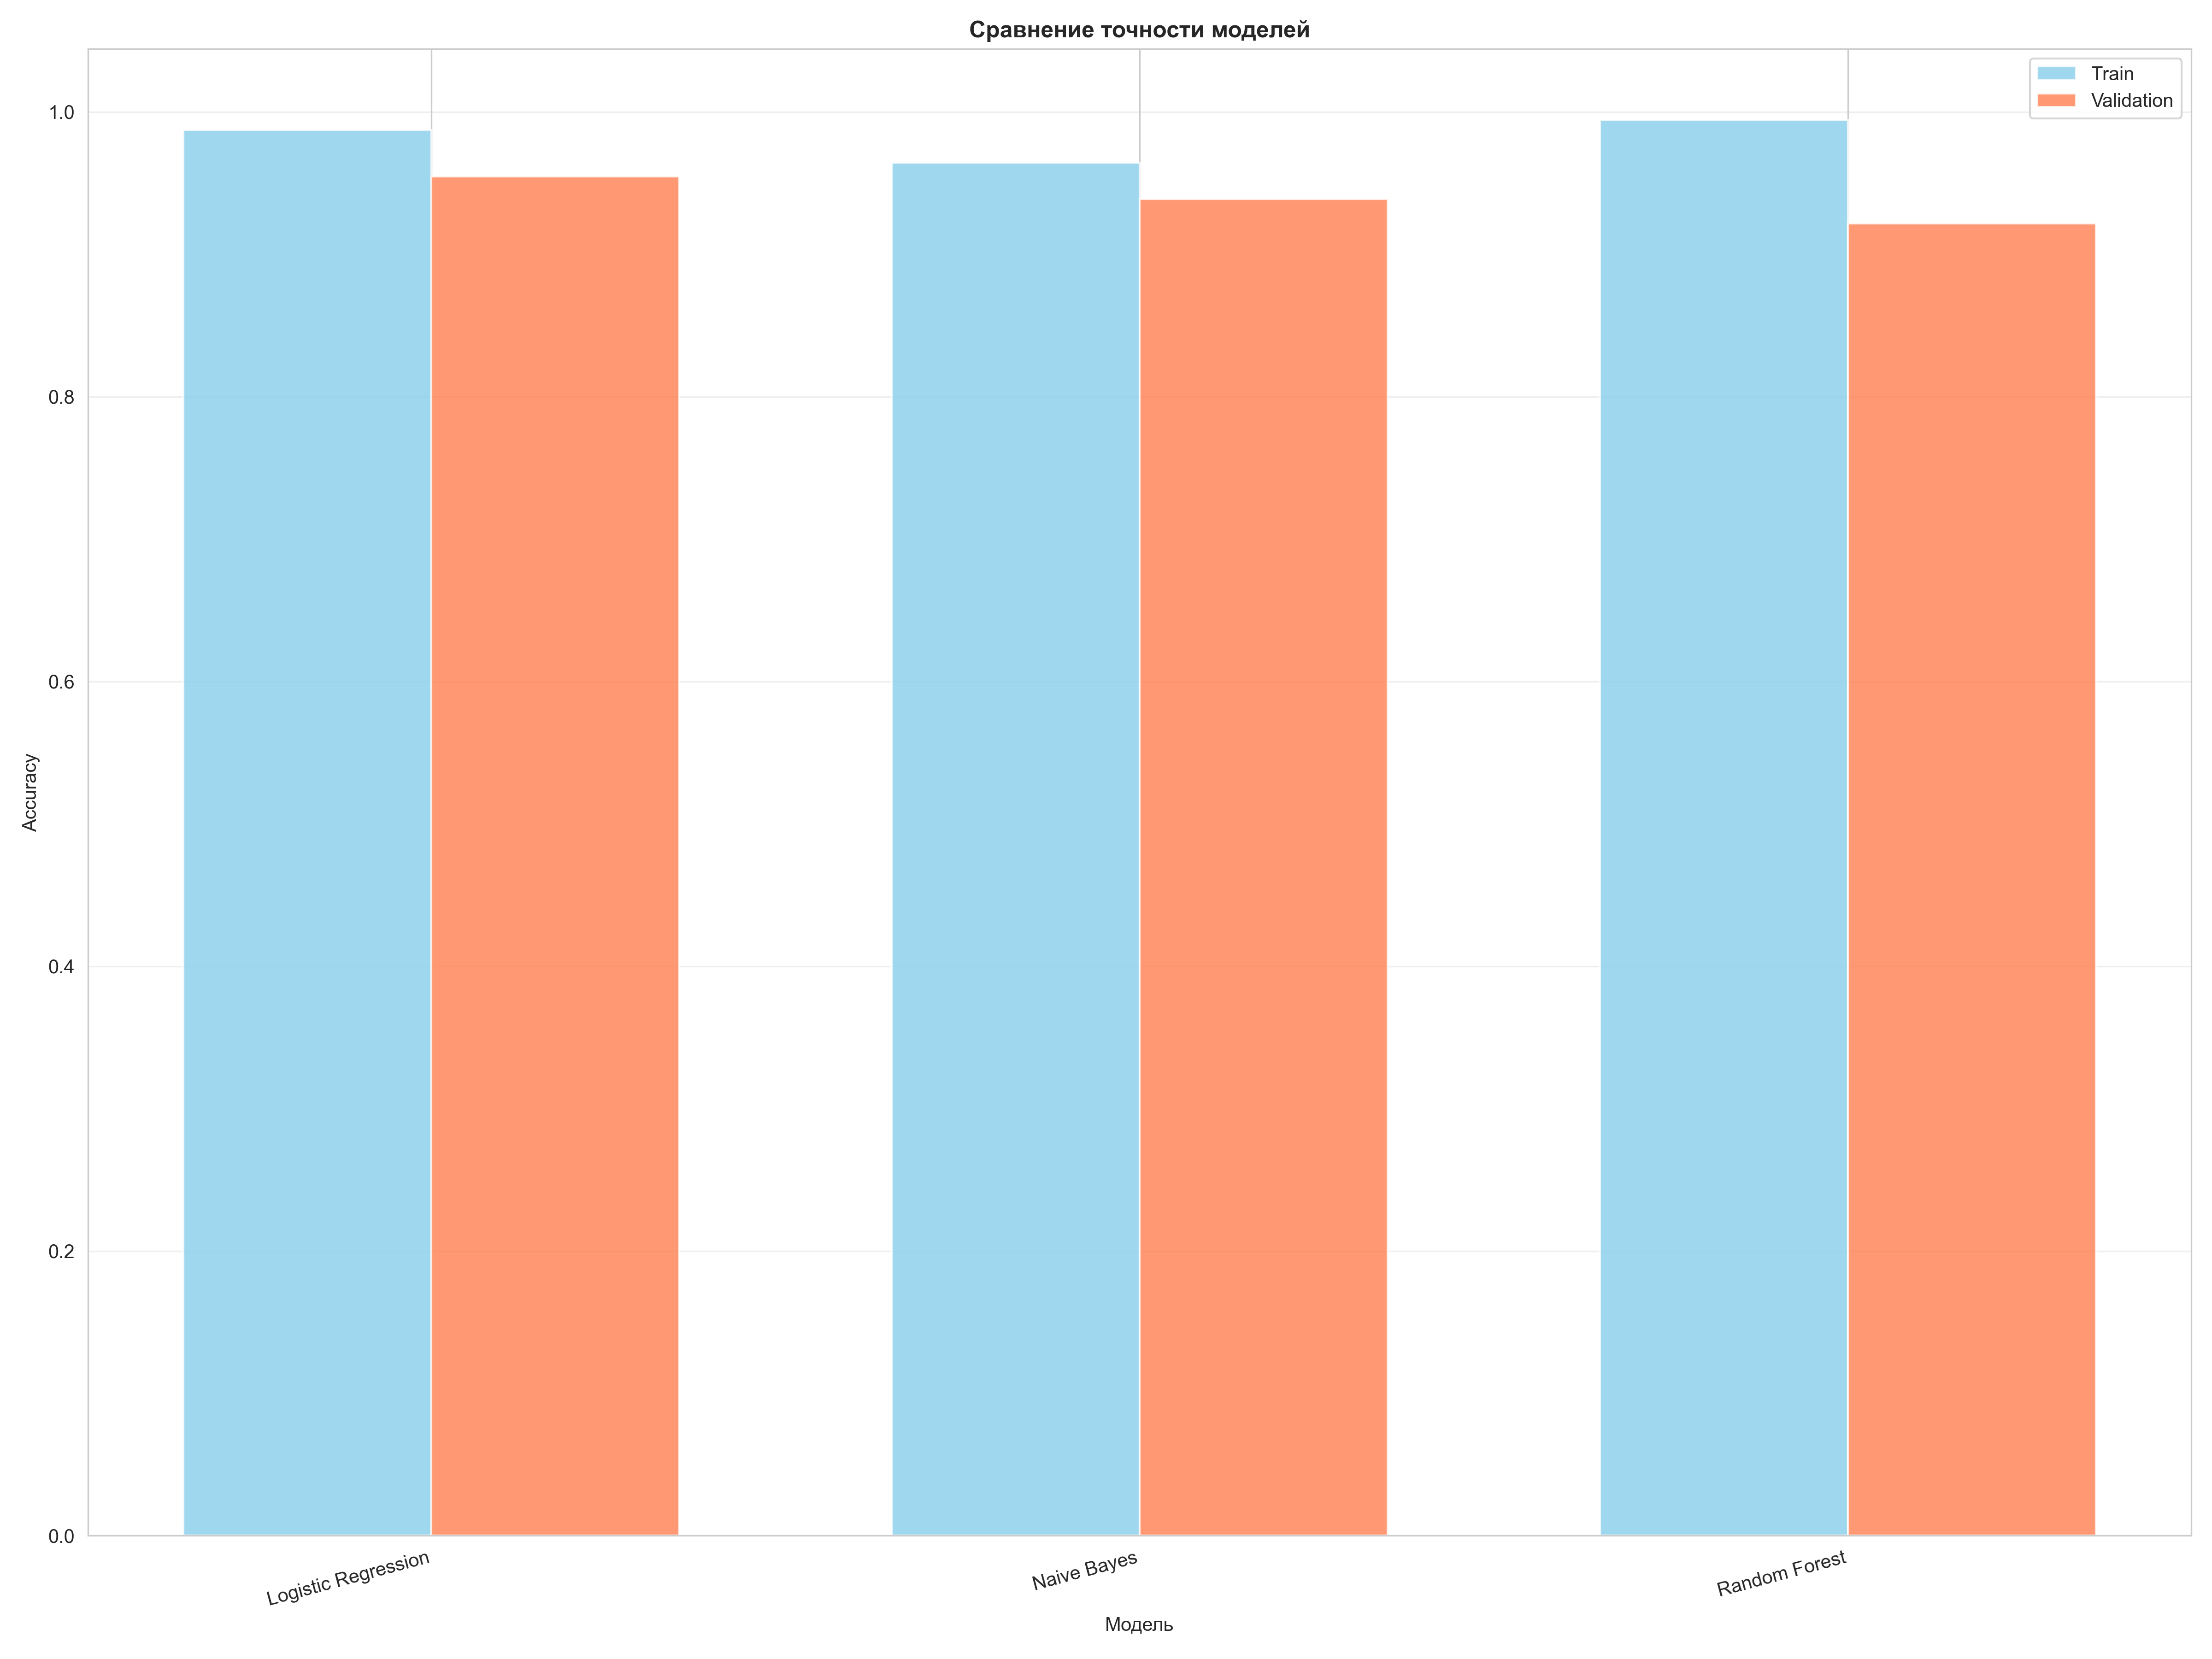 Сравнение точности моделей
Train
Validation
1.0
0.8
0.6
0.4
0.2
0.0
Accuracy
Logistic Regression
Naive Bayes
Random Forest
Модель